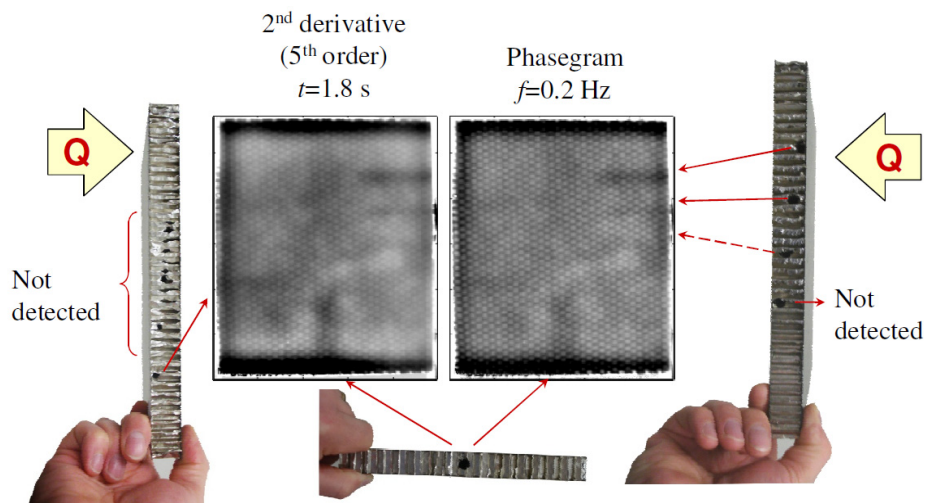 2nd derivative
(5th order)
t=1.8 s
Phasegram
f=0.2 Hz
Q
Q
Not
detected
Not
detected